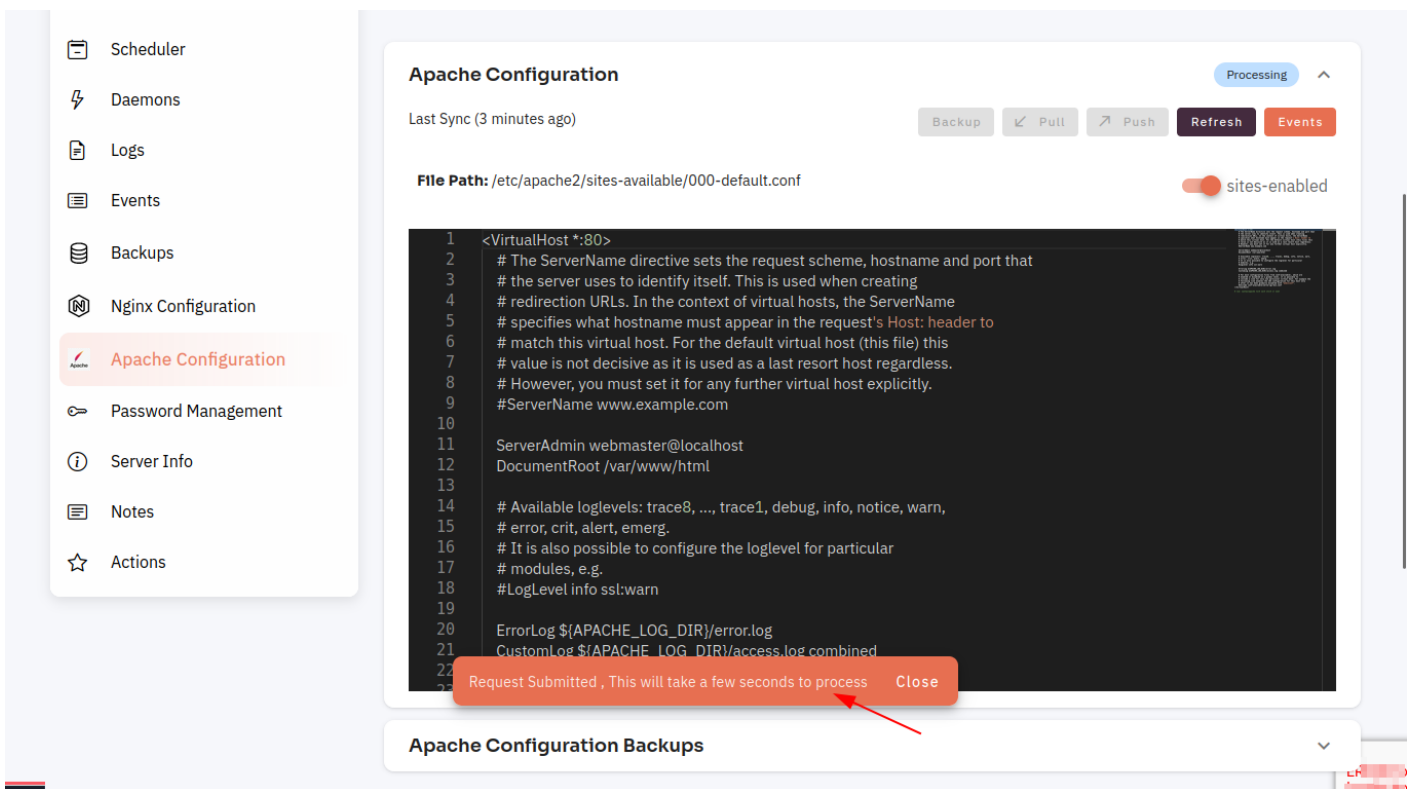 Scheduler
Daemons
Logs
Events
Backups
Nginx Configuration
Apache
Apache Configuration
Password Management
Server Info
Notes
Actions
Apache Configuration
Processing
Last Sync (3 minutes ago)
Backup Pull Push Refresh Events
File Path: /etc/apache2/sites-available/000-default.conf
sites-enabled
1 <VirtualHost *:80>
2 # The ServerName directive sets the request scheme, hostname and port that
3 # the server uses to identify itself. This is used when creating
4 # redirection URLs. In the context of virtual hosts, the ServerName
5 # specifies what hostname must appear in the request's Host: header to
6 # match this virtual host. For the default virtual host (this file) this
7 # value is not decisive as it is used as a last resort host regardless.
8 # However, you must set it for any further virtual host explicitly.
9 #ServerName www.example.com
10
11 ServerAdmin webmaster@localhost
12 DocumentRoot /var/www/html
13
14 # Available loglevels: trace8, ..., trace1, debug, info, notice, warn,
15 # error, crit, alert, emerg.
16 # It is also possible to configure the loglevel for particular
17 # modules, e.g.
18 #LogLevel info ssl:warn
19
20 ErrorLog ${APACHE_LOG_DIR}/error.log
21 CustomLog ${APACHE_LOG_DIR}/access.log combined
22
Request Submitted , This will take a few seconds to process Close
Apache Configuration Backups